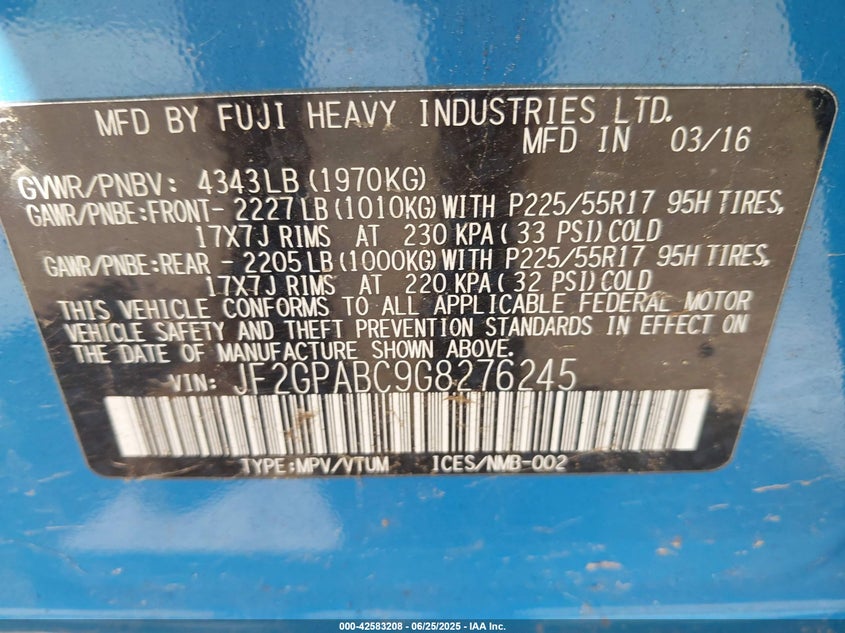 MFD BY FUJI HEAVY INDUSTRIES LTD.
MFD IN 03/16
GVWR/PNBV: 4343LB (1970KG)
GAWR/PNBE:FRONT- 2227LB (1010KG) WITH P225/55R17 95H TIRES,
17X7J RIMS AT 230 KPA ( 33 PSI) COLD
GAWR/PNBE:REAR - 2205LB (1000KG) WITH P225/55R17 95H TIRES,
17X7J RIMS AT 220 KPA ( 32 PSI) COLD
THIS VEHICLE CONFORMS TO ALL APPLICABLE FEDERAL MOTOR
VEHICLE SAFETY AND THEFT PREVENTION STANDARDS IN EFFECT ON
THE DATE OF MANUFACTURE SHOWN ABOVE.
VIN: JF2GPABC9G8276245
TYPE:MPV/VTUM ICES/NMB-002
000-42583208 - 06/25/2025 - IAA Inc.